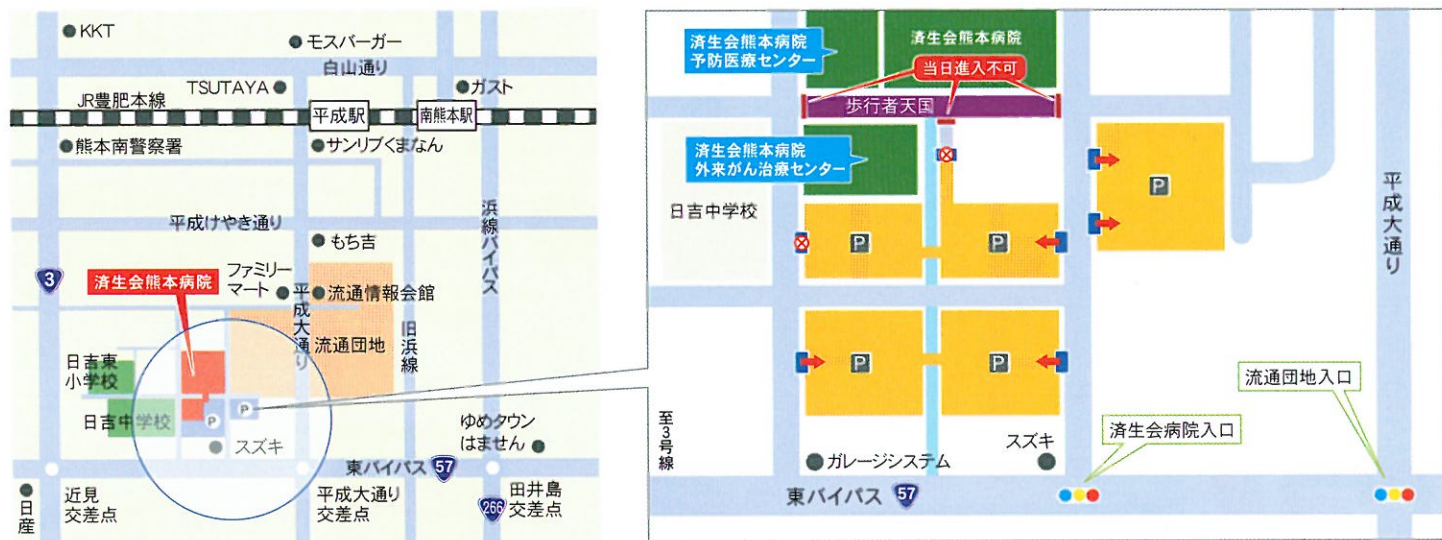 KKT
モスバーガー
白山通り
TSUTAYA
ガスト
JR豊肥本線
平成駅
南熊本駅
熊本南警察署
サンリブくまなん
平成けやき通り
浜線バイパス
もち吉
3
済生会熊本病院
ファミリー
マート
平成大通り
流通情報会館
流通団地
旧浜線
日吉東
小学校
日吉中学校
P
P
スズキ
ゆめタウン
はません
東バイパス
57
日産
近見
交差点
平成大通り
交差点
266
田井島
交差点
済生会熊本病院
予防医療センター
済生会熊本病院
当日進入不可
歩行者天国
済生会熊本病院
外来がん治療センター
日吉中学校
P
P
P
平成大通り
P
P
至3号線
ガレージシステム
スズキ
済生会病院入口
流通団地入口
東バイパス
57